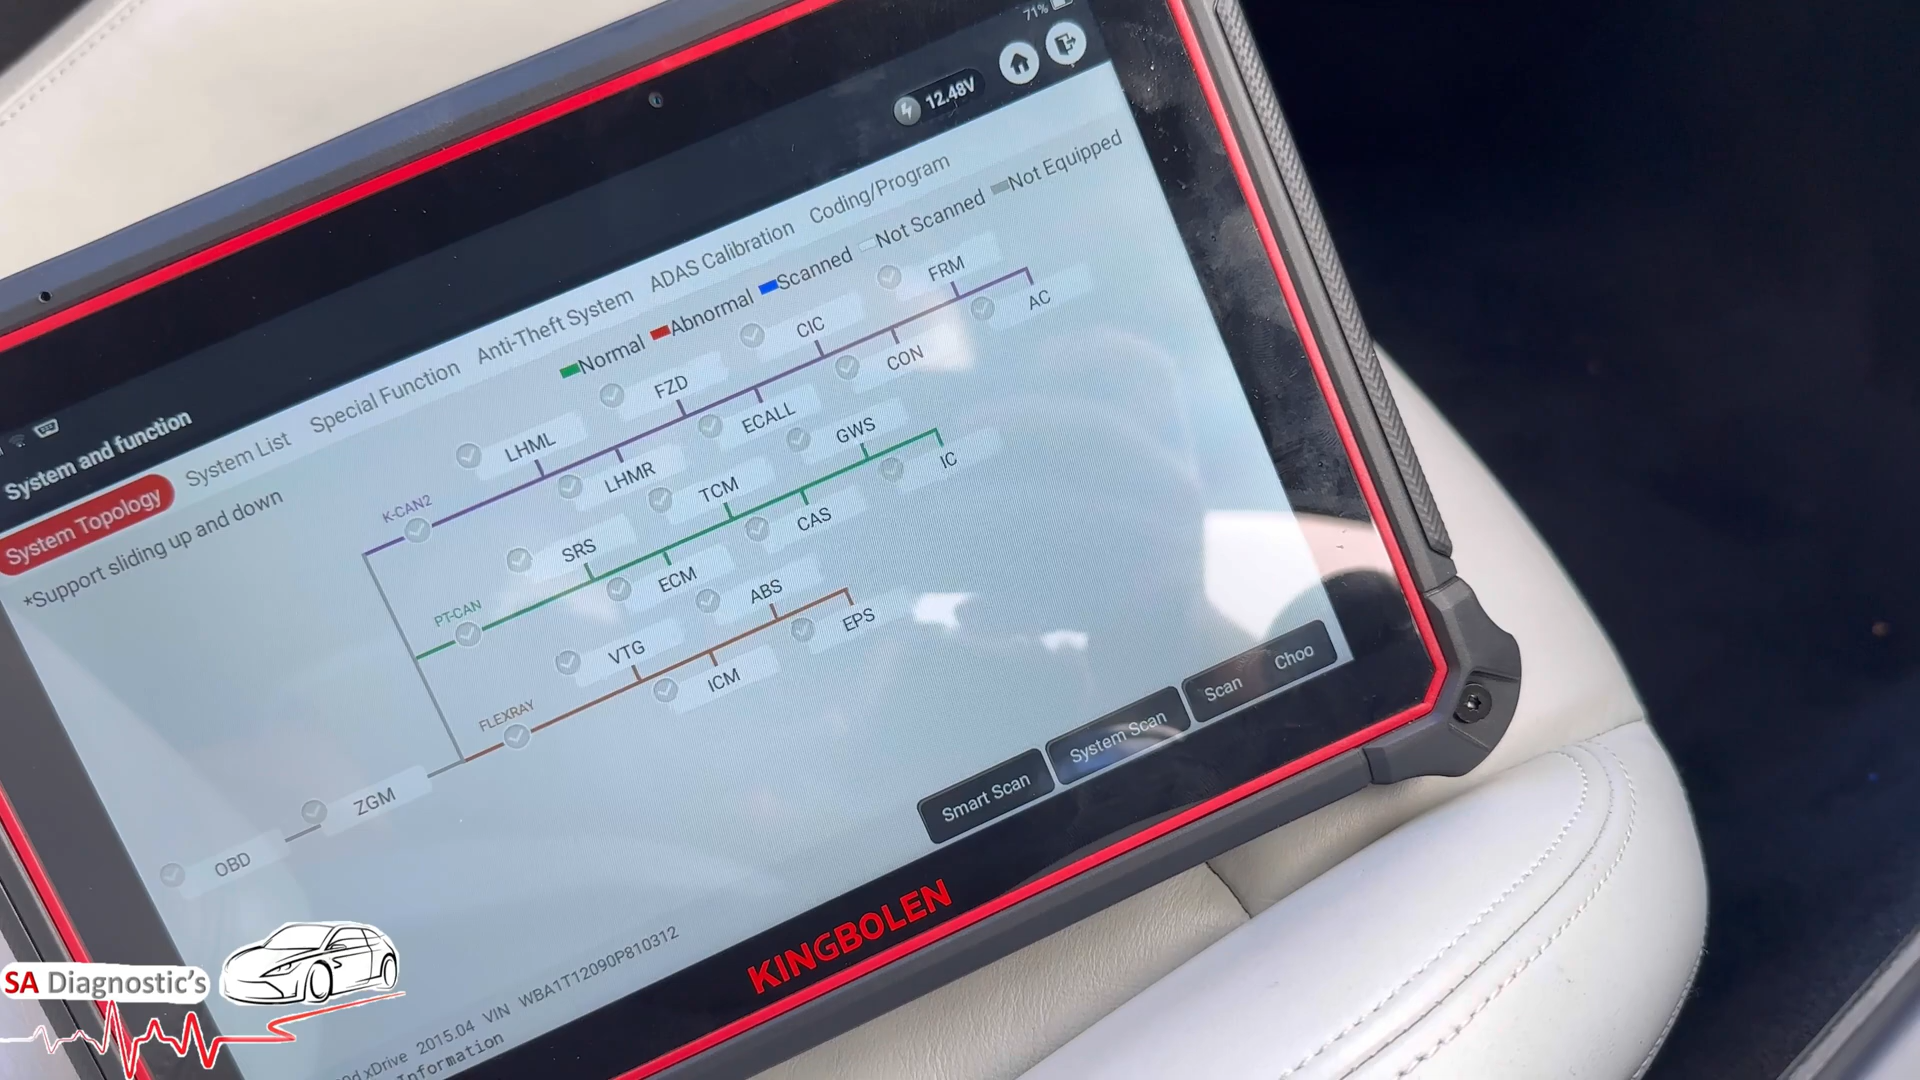 71%
12.48V
System and function
System Topology
System List
Special Function
Anti-Theft System
ADAS Calibration
Coding/Program
*Support sliding up and down
Normal
Abnormal
Scanned
Not Scanned
Not Equipped
K-CAN2
LHML
FZD
CIC
FRM
LHMR
ECALL
CON
AC
PT-CAN
SRS
TCM
GWS
ECM
CAS
IC
FLEXRAY
VTG
ABS
ICM
EPS
ZGM
OBD
Smart Scan
System Scan
Scan
Choo
xDrive 2015.04 VIN WBA1T12090P810312
Information
KINGBOLEN
SA Diagnostic's